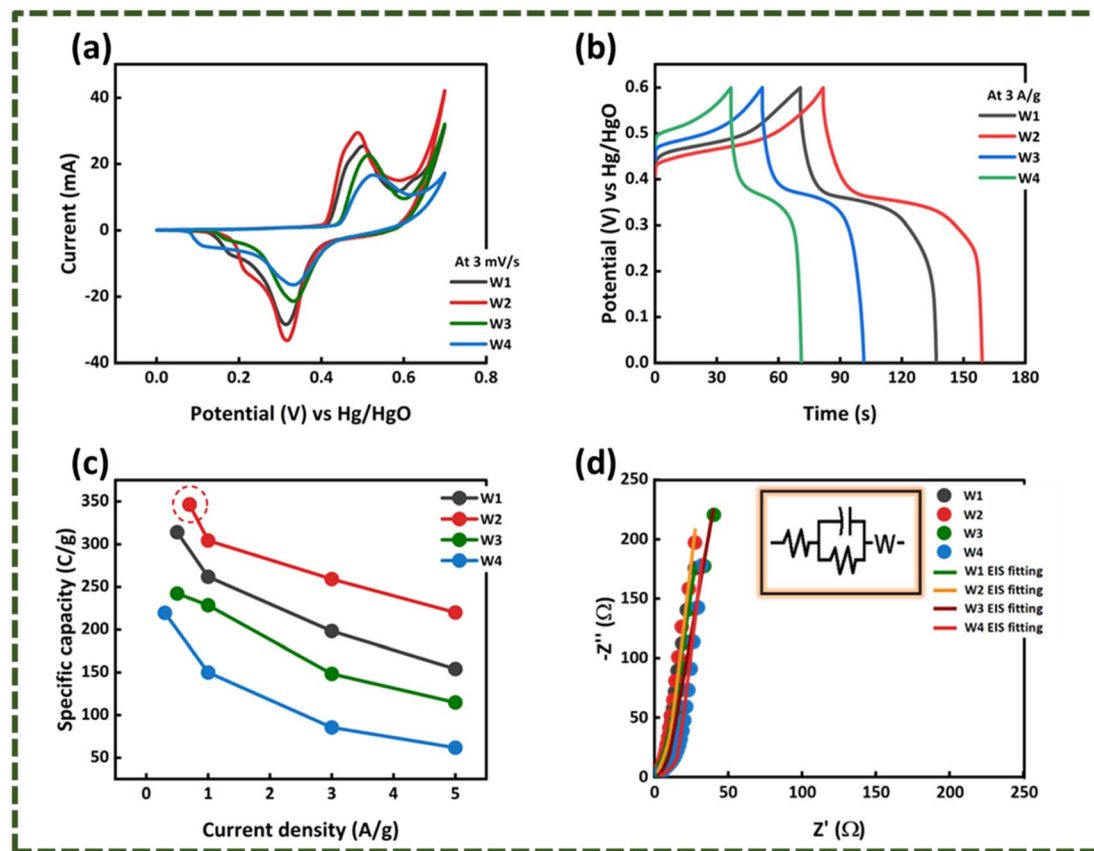 (a)
40
20
0
-20
-40
Current (mA)
0.0 0.2 0.4 0.6 0.8
Potential (V) vs Hg/HgO
At 3 mV/s
W1
W2
W3
W4
(b)
0.6
0.5
0.4
0.3
0.2
0.1
0.0
Potential (V) vs Hg/HgO
0 30 60 90 120 150 180
Time (s)
At 3 A/g
W1
W2
W3
W4
(c)
350
300
250
200
150
100
50
Specific capacity (C/g)
0 1 2 3 4 5
Current density (A/g)
W1
W2
W3
W4
(d)
250
200
150
100
50
0
-Z'' (Ω)
0 50 100 150 200 250
Z' (Ω)
W
W1
W2
W3
W4
W1 EIS fitting
W2 EIS fitting
W3 EIS fitting
W4 EIS fitting